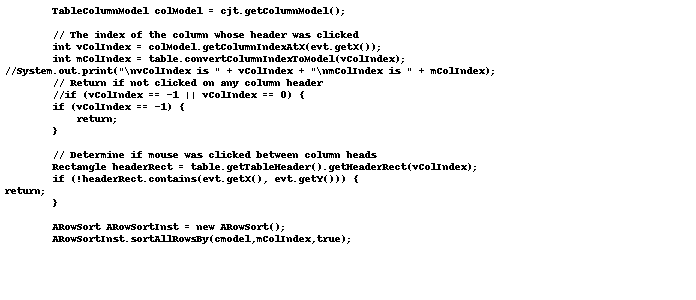 TableColumnModel colModel = cjt.getColumnModel();
// The index of the column whose header was clicked
int vColIndex = colModel.getColumnIndexAtX(evt.getX());
int mColIndex = table.convertColumnIndexToModel(vColIndex);
//System.out.print("\nvColIndex is " + vColIndex + "\nmColIndex is " + mColIndex);
// Return if not clicked on any column header
//if (vColIndex == -1 || vColIndex == 0) {
if (vColIndex == -1) {
return;
}
// Determine if mouse was clicked between column heads
Rectangle headerRect = table.getTableHeader().getHeaderRect(vColIndex);
if (!headerRect.contains(evt.getX(), evt.getY())) {
return;
}
ARowSort ARowSortInst = new ARowSort();
ARowSortInst.sortAllRowsBy(cmodel,mColIndex,true);